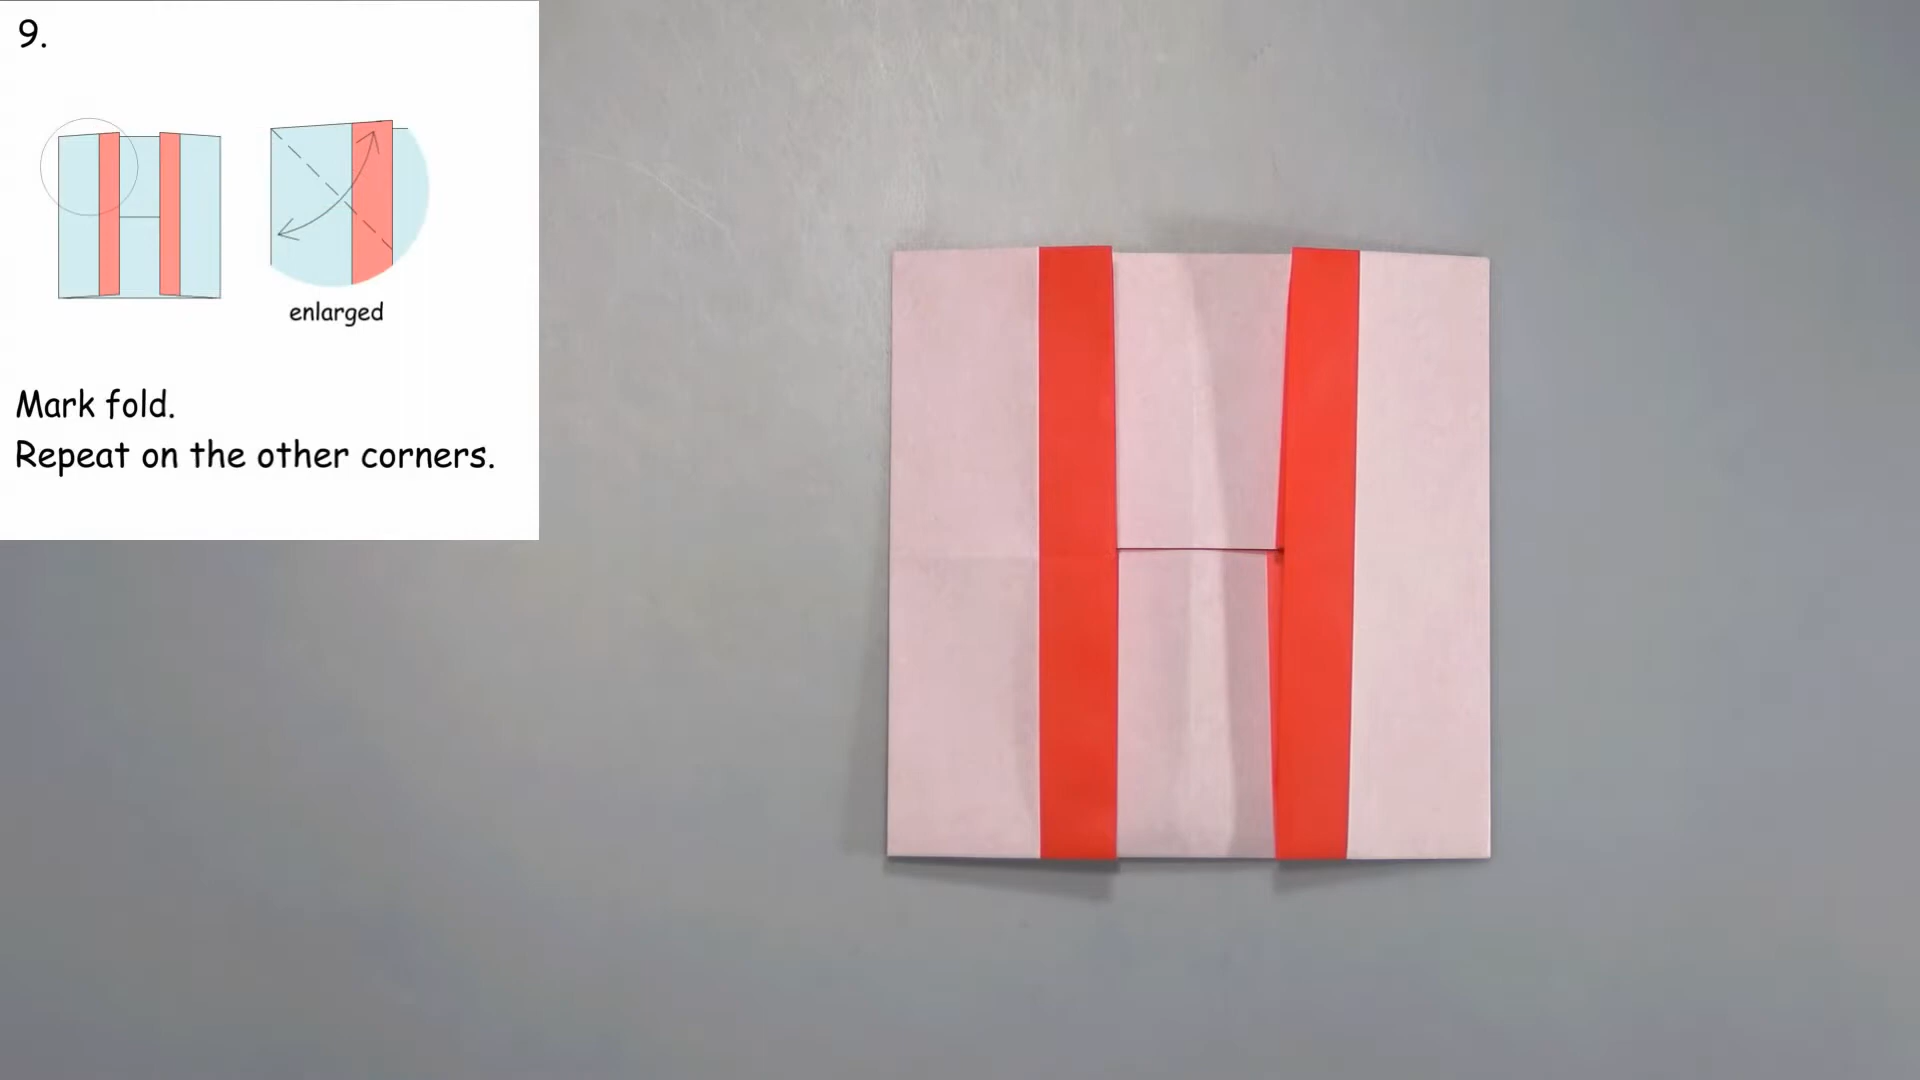 9.
enlarged
Mark fold.
Repeat on the other corners.